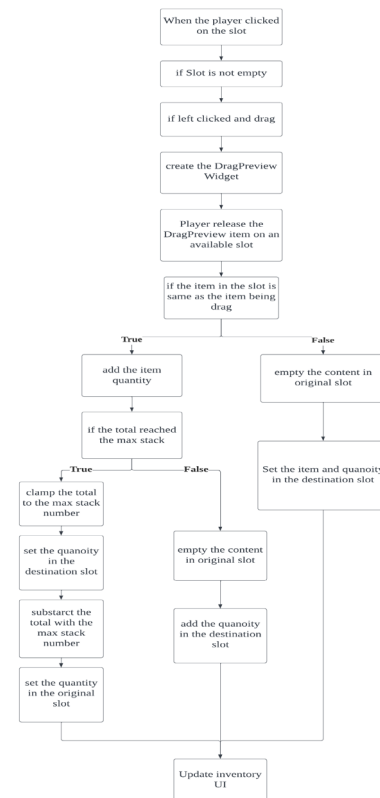 When the player clicked
on the slot
if Slot is not empty
if left clicked and drag
create the DragPreview
Widget
Player release the
DragPreview item on an
available slot
if the item in the slot is
same as the item being
drag
True
False
add the item
quantity
empty the content in
original slot
if the total reached
the max stack
Set the item and quanoity
in the destination slot
True
False
clamp the total
to the max stack
number
set the quanoity
in the
destination slot
substarct the
total with the
max stack
number
set the quantity
in the original
slot
empty the content
in original slot
add the quanoity
in the destination
slot
Update inventory
UI